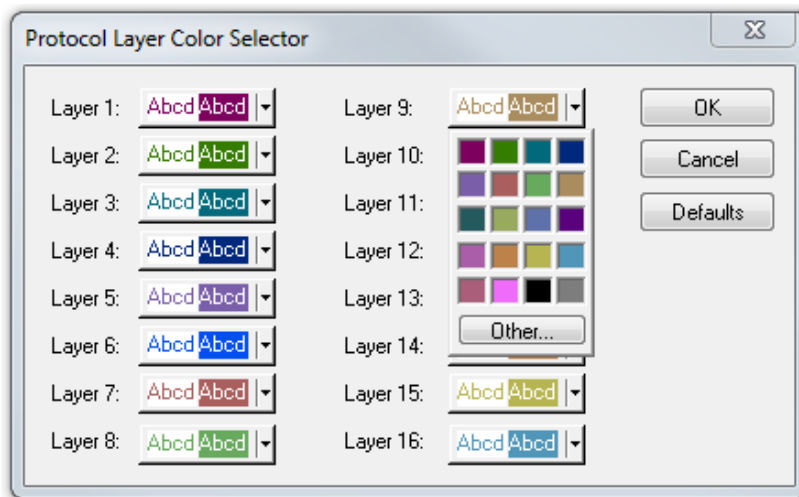 Protocol Layer Color Selector
Layer 1: Abcd Abcd
Layer 2: Abcd Abcd
Layer 3: Abcd Abcd
Layer 4: Abcd Abcd
Layer 5: Abcd Abcd
Layer 6: Abcd Abcd
Layer 7: Abcd Abcd
Layer 8: Abcd Abcd
Layer 9: Abcd Abcd
Layer 10:
Layer 11:
Layer 12:
Layer 13:
Layer 14:
Layer 15: Abcd Abcd
Layer 16: Abcd Abcd
Other...
OK
Cancel
Defaults